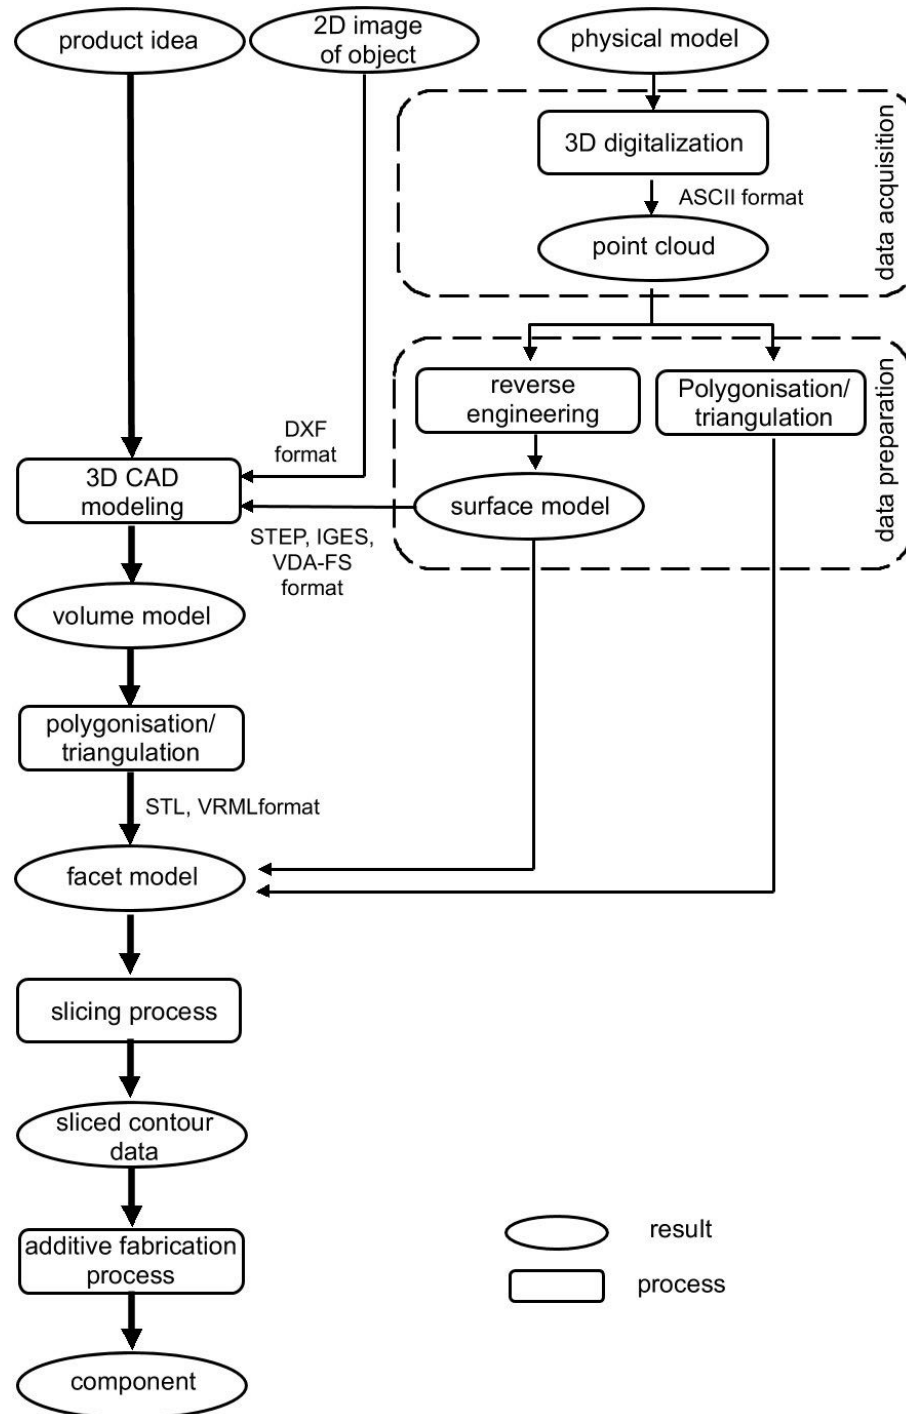 product idea
2D image
of object
physical model
3D digitalization
ASCII format
point cloud
data acquisition
reverse
engineering
Polygonisation/
triangulation
data preparation
DXF
format
3D CAD
modeling
surface model
STEP, IGES,
VDA-FS
format
volume model
polygonisation/
triangulation
STL, VRMLformat
facet model
slicing process
sliced contour
data
additive fabrication
process
component
result
process